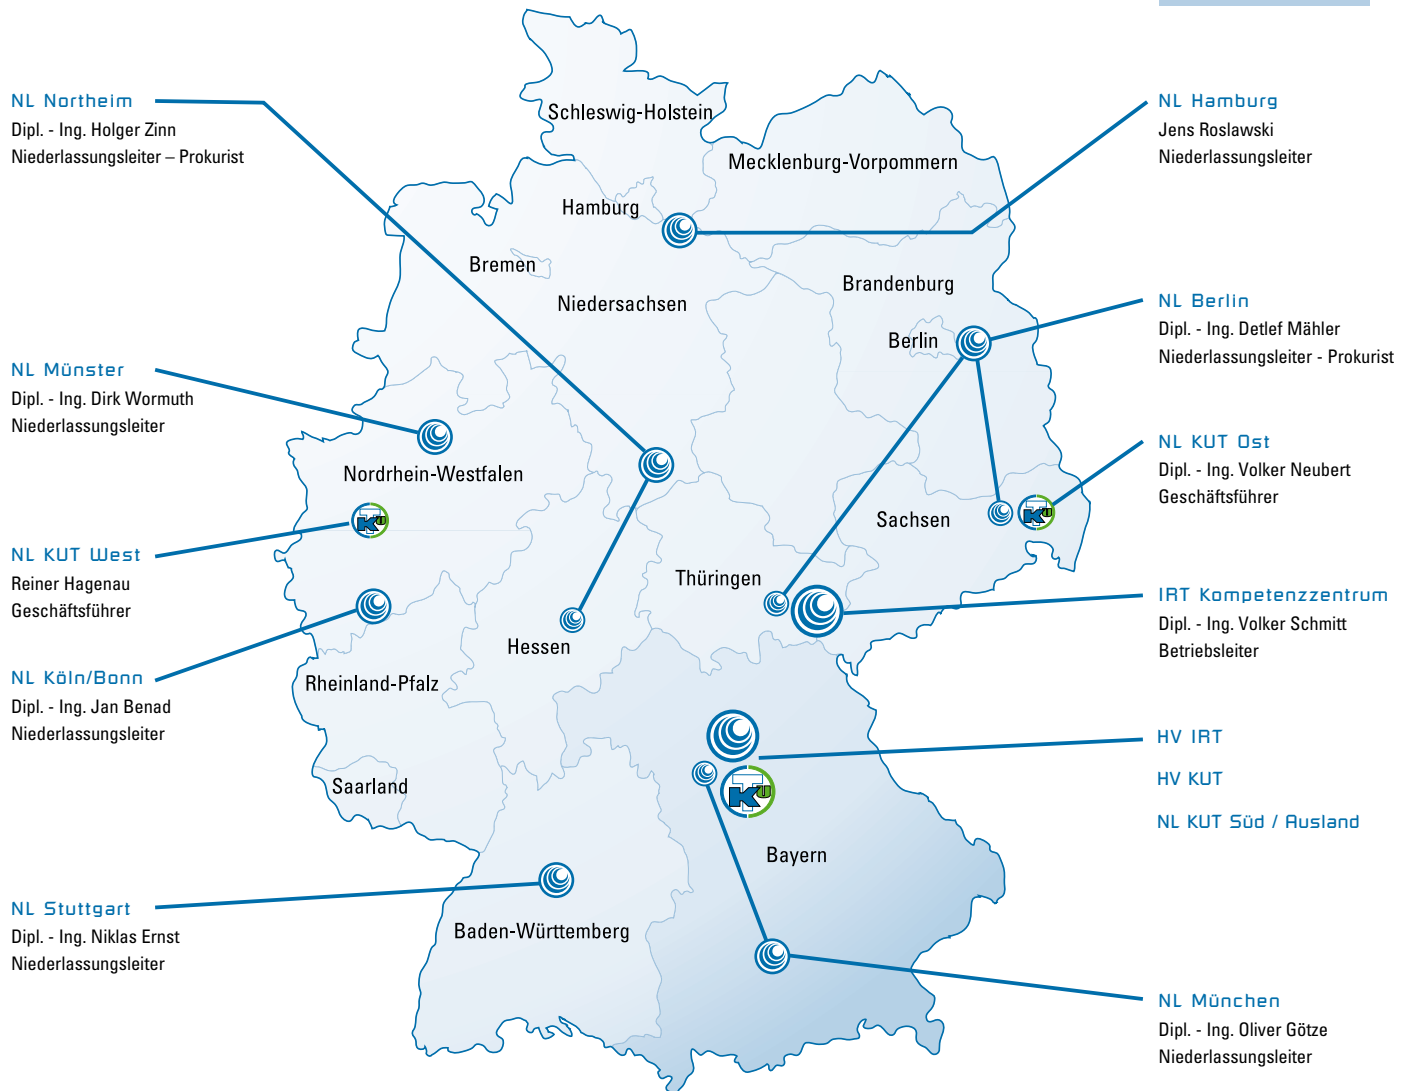 NL Northeim
Dipl. - Ing. Holger Zinn
Niederlassungsleiter – Prokurist
NL Münster
Dipl. - Ing. Dirk Wormuth
Niederlassungsleiter
NL KUT West
Reiner Hagenau
Geschäftsführer
NL Köln/Bonn
Dipl. - Ing. Jan Benad
Niederlassungsleiter
NL Stuttgart
Dipl. - Ing. Niklas Ernst
Niederlassungsleiter
Schleswig-Holstein
Mecklenburg-Vorpommern
Hamburg
Bremen
Niedersachsen
Brandenburg
Berlin
Nordrhein-Westfalen
TKU
Sachsen
TKU
Thüringen
Hessen
Rheinland-Pfalz
Saarland
TKU
Bayern
Baden-Württemberg
NL Hamburg
Jens Roslawski
Niederlassungsleiter
NL Berlin
Dipl. - Ing. Detlef Mähler
Niederlassungsleiter - Prokurist
NL KUT Ost
Dipl. - Ing. Volker Neubert
Geschäftsführer
IRT Kompetenzzentrum
Dipl. - Ing. Volker Schmitt
Betriebsleiter
HV IRT
HV KUT
NL KUT Süd / Ausland
NL München
Dipl. - Ing. Oliver Götze
Niederlassungsleiter